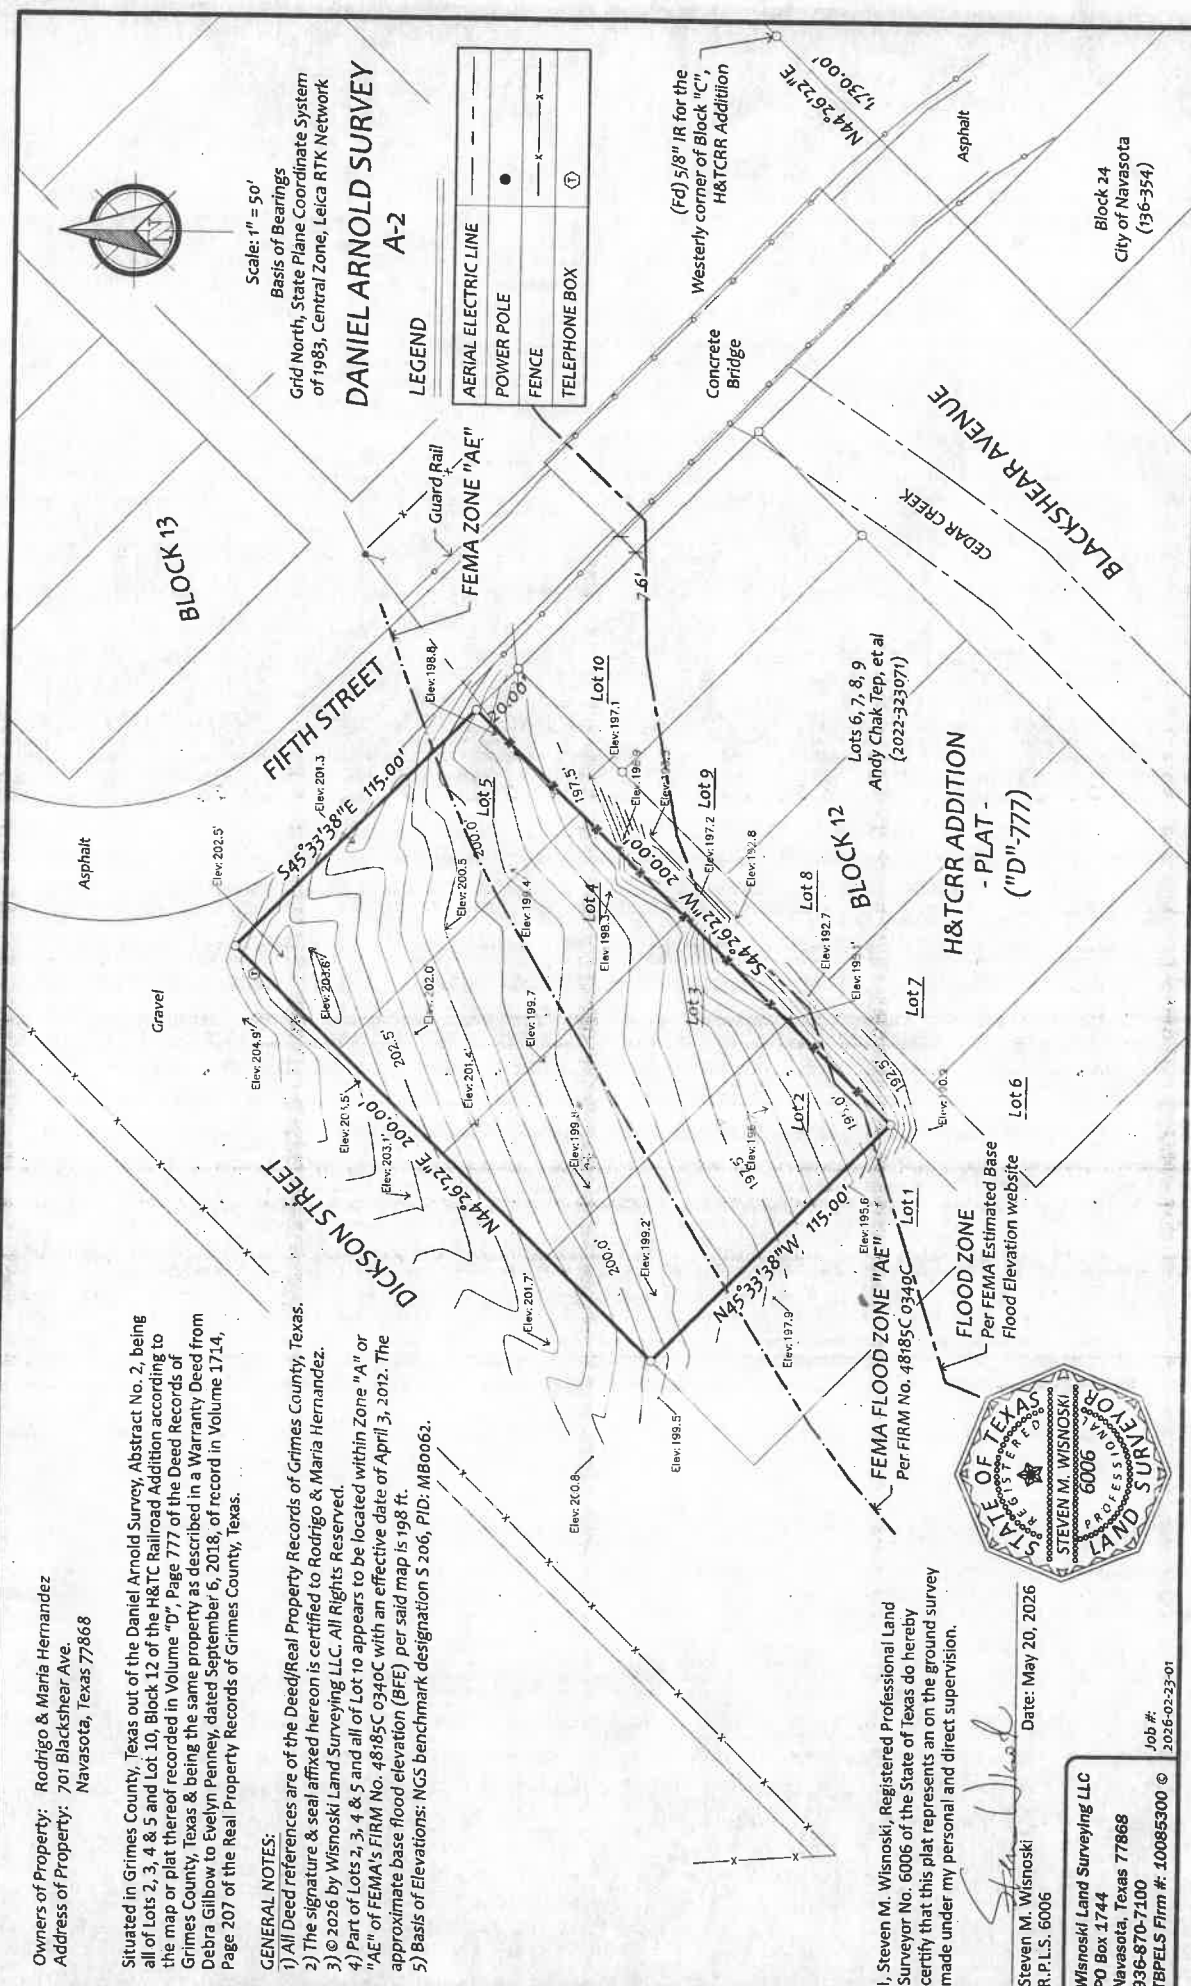 Owners of Property: Rodrigo & Maria Hernandez
Address of Property: 701 Blackshear Ave.
Navasota, Texas 77868
Situated in Grimes County, Texas out of the Daniel Arnold Survey, Abstract No. 2, being
all of Lots 2, 3, 4 & 5 and Lot 10, Block 12 of the H&TC Railroad Addition according to
the map or plat thereof recorded in Volume "D", Page 777 of the Deed Records of
Grimes County, Texas & being the same property as described in a Warranty Deed from
Debra Gilbow to Evelyn Penney, dated September 6, 2018, of record in Volume 1714,
Page 207 of the Real Property Records of Grimes County, Texas.
GENERAL NOTES:
1) All Deed references are of the Deed/Real Property Records of Grimes County, Texas.
2) The signature & seal affixed hereon is certified to Rodrigo & Maria Hernandez.
3) © 2026 by Wisnoski Land Surveying LLC. All Rights Reserved.
4) Part of Lots 2, 3, 4 & 5 and all of Lot 10 appears to be located within Zone "A" or
"AE" of FEMA's FIRM No. 48185C 0340C with an effective date of April 3, 2012. The
approximate base flood elevation (BFE) per said map is 198 ft.
5) Basis of Elevations: NGS benchmark designation S 206, PID: MB0062.
N
Scale: 1" = 50'
Basis of Bearings
Grid North, State Plane Coordinate System
of 1983, Central Zone, Leica RTK Network
DANIEL ARNOLD SURVEY
A-2
LEGEND
AERIAL ELECTRIC LINE
POWER POLE
FENCE
TELEPHONE BOX
T
Asphalt
Gravel
BLOCK 13
FIFTH STREET
DICKSON STREET
Guard Rail
FEMA ZONE "AE"
(Fd) 5/8" IR for the
Westerly corner of Block "C",
H&TCRR Additiion
N44°26'22"E
1,730.00'
Asphalt
Concrete
Bridge
Block 24
City of Navasota
(136-354)
BLACKSHEAR AVENUE
CEDAR CREEK
S45°33'38"E 115.00'
N44°26'22"E 200.00'
S44°26'22"W 200.00'
N45°33'38"W 115.00'
20.00'
7.6'
Elev: 202.5'
Elev: 201.3
Elev: 198.8
Elev: 204.9'
Elev: 203.1'
202.5'
Elev: 201.4'
Elev: 200.5
200.0'
Elev: 199.4
Elev: 199.7
Elev: 198.3
197.5'
Elev: 197.1
Elev: 197.2
Elev: 192.8
Elev: 192.7
192.5'
Elev: 201.7'
200.0'
Elev: 199.2'
Elev: 199.5'
Elev: 200.8
Elev: 197.9'
197.5'
Elev: 195.6
Lot 5
Lot 4
Lot 3
Lot 2
Lot 1
Lot 10
Lot 9
Lot 8
Lot 7
Lot 6
BLOCK 12
Lots 6, 7, 8, 9
Andy Chak Tep, et al
(2022-323071)
H&TCRR ADDITION
- PLAT -
("D"-777)
FEMA FLOOD ZONE "AE"
Per FIRM No. 48185C 0340C
FLOOD ZONE
Per FEMA Estimated Base
Flood Elevation website
I, Steven M. Wisnoski, Registered Professional Land
Surveyor No. 6006 of the State of Texas do hereby
certify that this plat represents an on the ground survey
made under my personal and direct supervision.
Steven M. Wisnoski
R.P.L.S. 6006
Date: May 20, 2026
STATE OF TEXAS
REGISTERED
STEVEN M. WISNOSKI
6006
PROFESSIONAL
LAND SURVEYOR
Wisnoski Land Surveying LLC
PO Box 1744
Navasota, Texas 77868
936-870-7100
BPELS Firm #: 10085300 ©
Job #:
2026-02-23-01